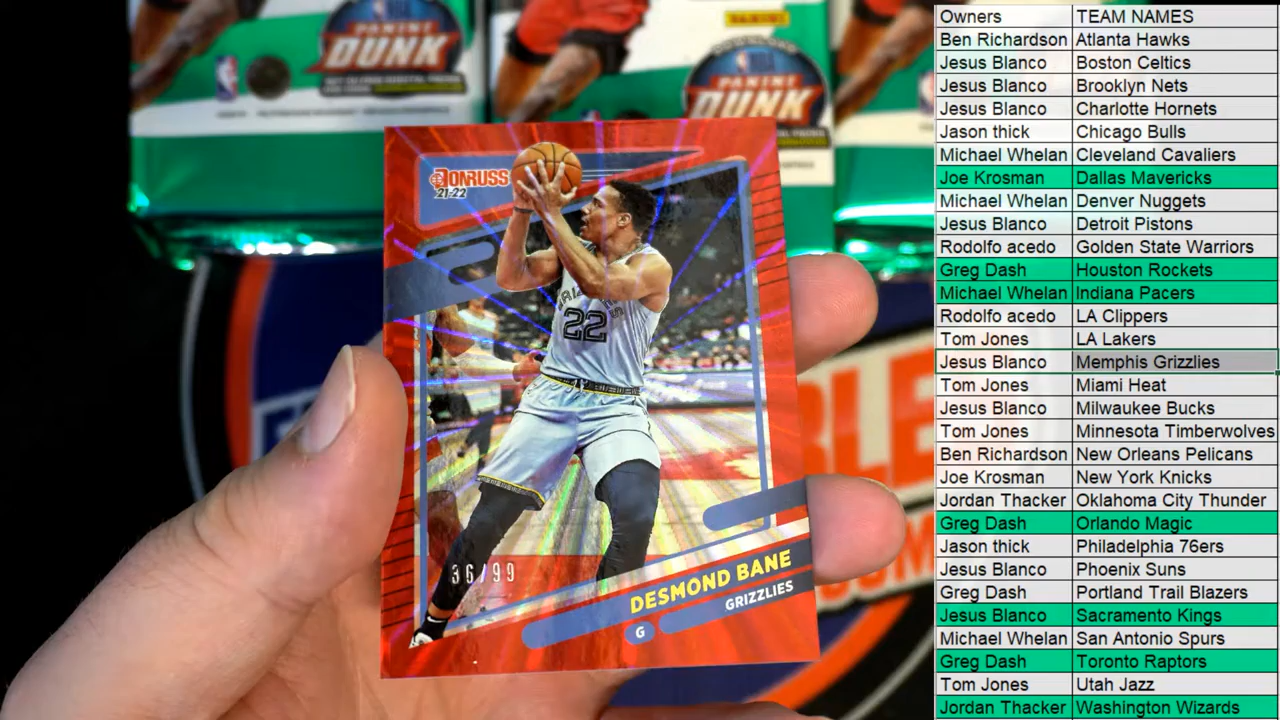 PANINI
DUNK
PANINI
PANINI
DUNK
DONRUSS
21-22
22
36/99
DESMOND BANE
GRIZZLIES
G
Owners TEAM NAMES
Ben Richardson Atlanta Hawks
Jesus Blanco Boston Celtics
Jesus Blanco Brooklyn Nets
Jesus Blanco Charlotte Hornets
Jason thick Chicago Bulls
Michael Whelan Cleveland Cavaliers
Joe Krosman Dallas Mavericks
Michael Whelan Denver Nuggets
Jesus Blanco Detroit Pistons
Rodolfo acedo Golden State Warriors
Greg Dash Houston Rockets
Michael Whelan Indiana Pacers
Rodolfo acedo LA Clippers
Tom Jones LA Lakers
Jesus Blanco Memphis Grizzlies
Tom Jones Miami Heat
Jesus Blanco Milwaukee Bucks
Tom Jones Minnesota Timberwolves
Ben Richardson New Orleans Pelicans
Joe Krosman New York Knicks
Jordan Thacker Oklahoma City Thunder
Greg Dash Orlando Magic
Jason thick Philadelphia 76ers
Jesus Blanco Phoenix Suns
Greg Dash Portland Trail Blazers
Jesus Blanco Sacramento Kings
Michael Whelan San Antonio Spurs
Greg Dash Toronto Raptors
Tom Jones Utah Jazz
Jordan Thacker Washington Wizards